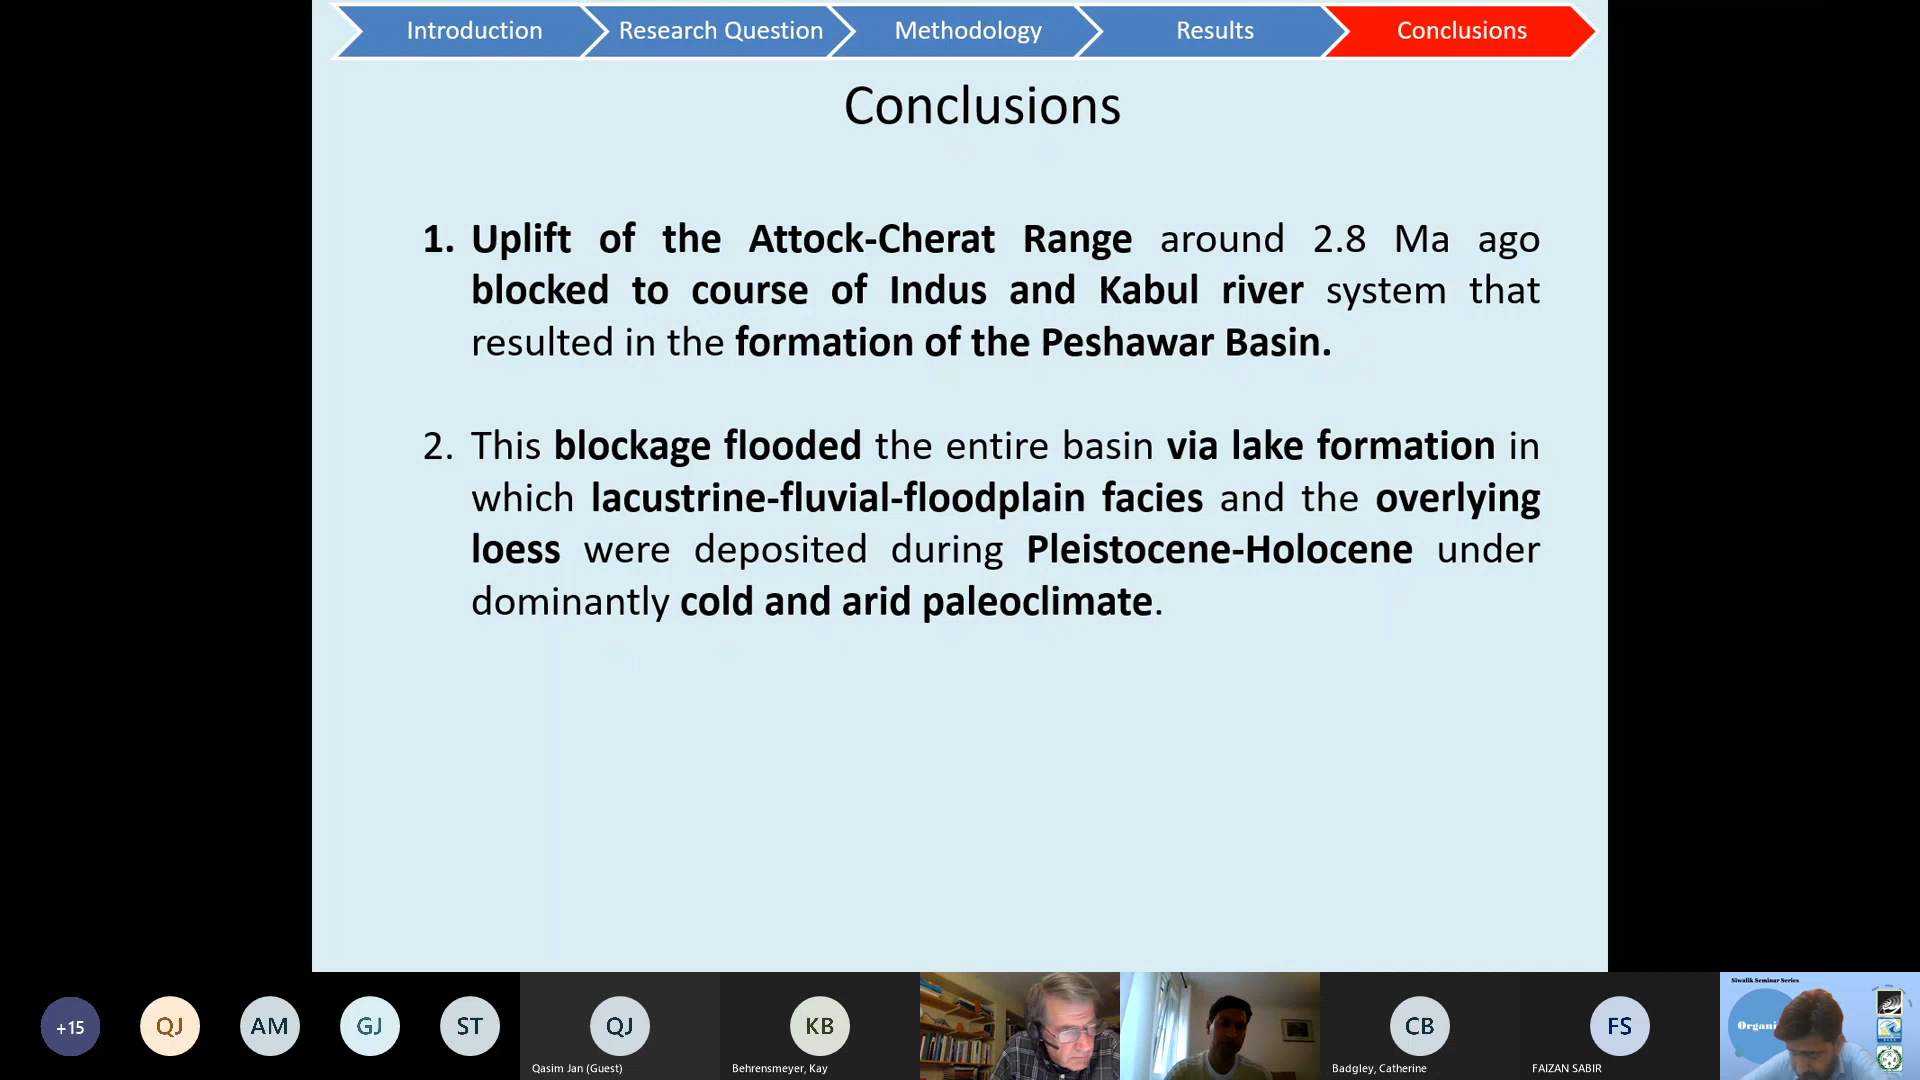 Introduction
Research Question
Methodology
Results
Conclusions
Conclusions
1. Uplift of the Attock-Cherat Range around 2.8 Ma ago
blocked to course of Indus and Kabul river system that
resulted in the formation of the Peshawar Basin.
2. This blockage flooded the entire basin via lake formation in
which lacustrine-fluvial-floodplain facies and the overlying
loess were deposited during Pleistocene-Holocene under
dominantly cold and arid paleoclimate.
+15
QJ
AM
GJ
ST
QJ
Qasim Jan (Guest)
KB
Behrensmeyer, Kay
CB
Badgley, Catherine
FS
FAIZAN SABIR
Siwalik Seminar Series